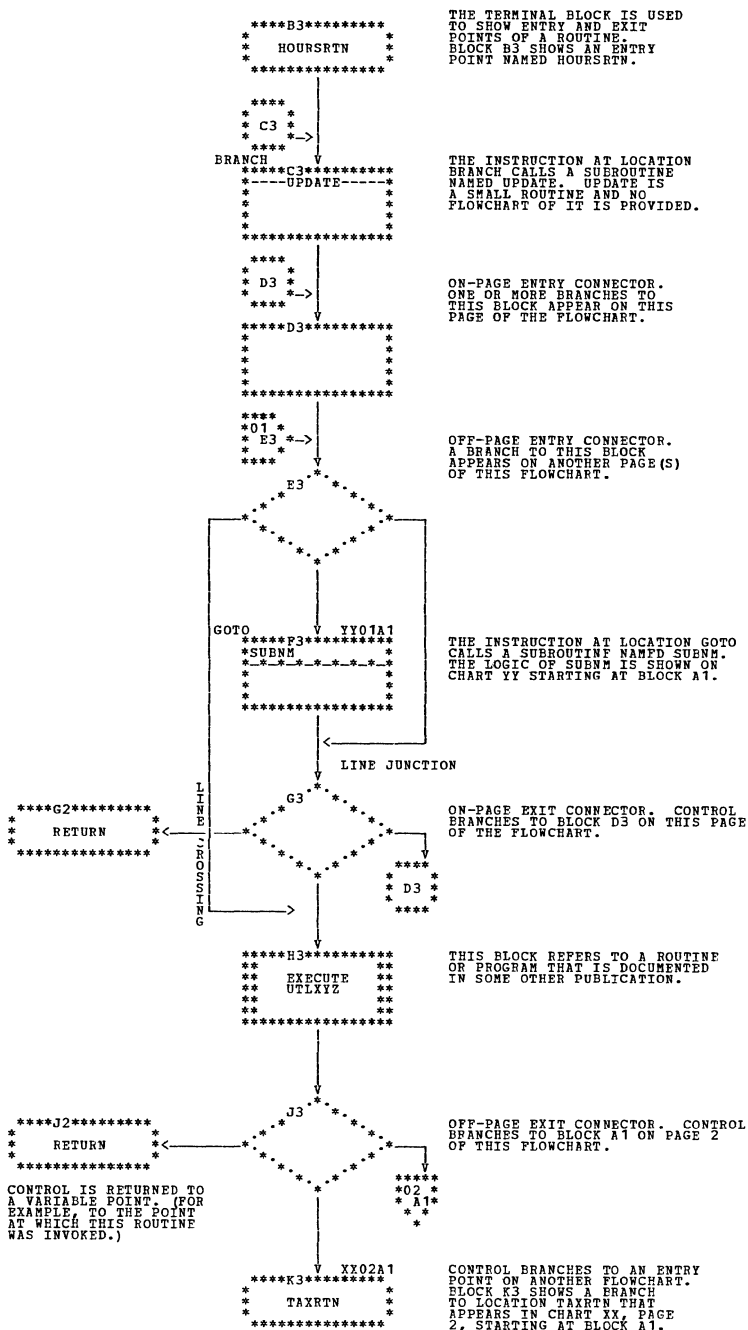 B3
HOURSRTN
THE TERMINAL BLOCK IS USED
TO SHOW ENTRY AND EXIT
POINTS OF A ROUTINE.
BLOCK B3 SHOWS AN ENTRY
POINT NAMED HOURSRTN.
C3
BRANCH
C3
UPDATE
THE INSTRUCTION AT LOCATION
BRANCH CALLS A SUBROUTINE
NAMED UPDATE. UPDATE IS
A SMALL ROUTINE AND NO
FLOWCHART OF IT IS PROVIDED.
D3
ON-PAGE ENTRY CONNECTOR.
ONE OR MORE BRANCHES TO
THIS BLOCK APPEAR ON THIS
PAGE OF THE FLOWCHART.
D3
01
E3
OFF-PAGE ENTRY CONNECTOR.
A BRANCH TO THIS BLOCK
APPEARS ON ANOTHER PAGE(S)
OF THIS FLOWCHART.
E3
GOTO F3 YY01A1
SUBNM
THE INSTRUCTION AT LOCATION GOTO
CALLS A SUBROUTINE NAMED SUBNM.
THE LOGIC OF SUBNM IS SHOWN ON
CHART YY STARTING AT BLOCK A1.
LINE JUNCTION
LINE CROSSING
G3
G2
RETURN
ON-PAGE EXIT CONNECTOR. CONTROL
BRANCHES TO BLOCK D3 ON THIS PAGE
OF THE FLOWCHART.
D3
H3
EXECUTE
UTLXYZ
THIS BLOCK REFERS TO A ROUTINE
OR PROGRAM THAT IS DOCUMENTED
IN SOME OTHER PUBLICATION.
J3
J2
RETURN
OFF-PAGE EXIT CONNECTOR. CONTROL
BRANCHES TO BLOCK A1 ON PAGE 2
OF THIS FLOWCHART.
02
A1
CONTROL IS RETURNED TO
A VARIABLE POINT. (FOR
EXAMPLE, TO THE POINT
AT WHICH THIS ROUTINE
WAS INVOKED.)
K3 XX02A1
TAXRTN
CONTROL BRANCHES TO AN ENTRY
POINT ON ANOTHER FLOWCHART.
BLOCK K3 SHOWS A BRANCH
TO LOCATION TAXRTN THAT
APPEARS IN CHART XX, PAGE
2, STARTING AT BLOCK A1.